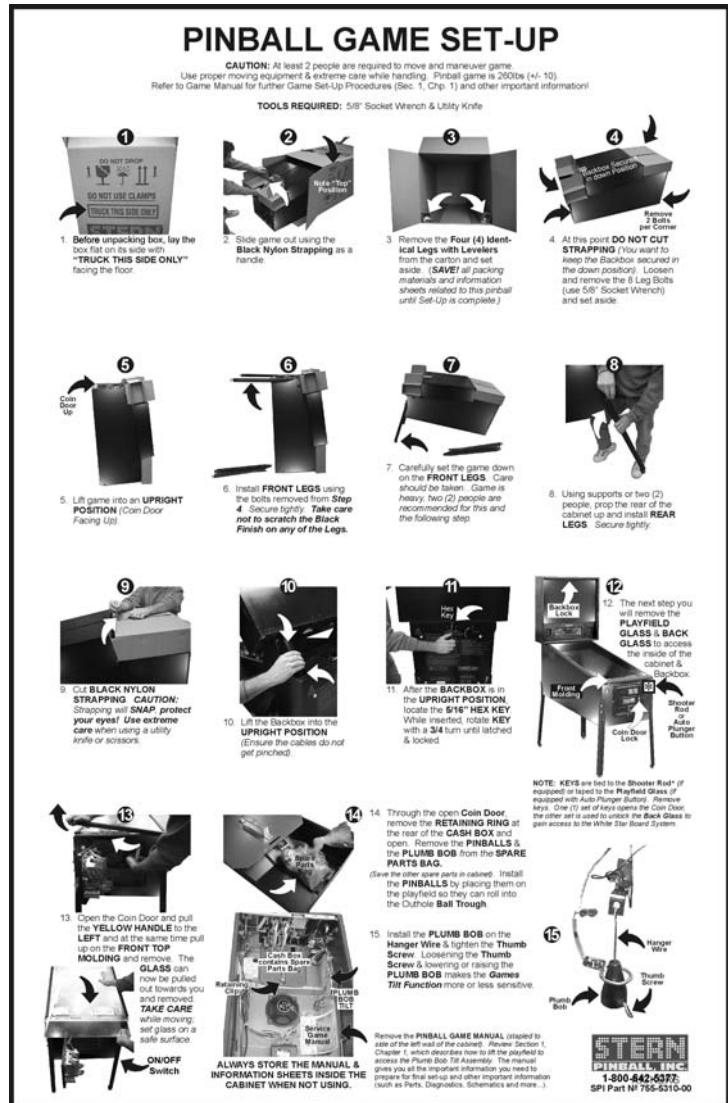 PINBALL GAME SET-UP
CAUTION: At least 2 people are required to move and maneuver game.
Use proper moving equipment & extreme care while handling. Pinball game is 260lbs (+/- 10).
Refer to Game Manual for further Game Set-Up Procedures (Sec. 1, Chp. 1) and other important information!
TOOLS REQUIRED: 5/8" Socket Wrench & Utility Knife
1
DO NOT DROP
DO NOT USE CLAMPS
TRUCK THIS SIDE ONLY
STERN
1. Before unpacking box, lay the
box flat on its side with
"TRUCK THIS SIDE ONLY"
facing the floor.
2
Note "Top"
Position
2. Slide game out using the
Black Nylon Strapping as a
handle.
3
3. Remove the Four (4) Ident-
ical Legs with Levelers
from the carton and set
aside. (SAVE! all packing
materials and information
sheets related to this pinball
until Set-Up is complete.)
4
Backbox Secured
in down Position
Remove
2 Bolts
per Corner
4. At this point DO NOT CUT
STRAPPING (You want to
keep the Backbox secured in
the down position). Loosen
and remove the 8 Leg Bolts
(use 5/8" Socket Wrench)
and set aside.
5
Coin
Door
Up
5. Lift game into an UPRIGHT
POSITION (Coin Door
Facing Up).
6
6. Install FRONT LEGS using
the bolts removed from Step
4. Secure tightly. Take care
not to scratch the Black
Finish on any of the Legs.
7
7. Carefully set the game down
on the FRONT LEGS. Care
should be taken. Game is
heavy, two (2) people are
recommended for this and
the following step.
8
8. Using supports or two (2)
people, prop the rear of the
cabinet up and install REAR
LEGS. Secure tightly.
9
9. Cut BLACK NYLON
STRAPPING CAUTION:
Strapping will SNAP, protect
your eyes! Use extreme
care when using a utility
knife or scissors.
10
10. Lift the Backbox into the
UPRIGHT POSITION
(Ensure the cables do not
get pinched).
11
Hex
Key
11. After the BACKBOX is in
the UPRIGHT POSITION,
locate the 5/16" HEX KEY.
While inserted, rotate KEY
with a 3/4 turn until latched
& locked.
12
Backbox
Lock
12. The next step you
will remove the
PLAYFIELD
GLASS & BACK
GLASS to access
the inside of the
cabinet &
Backbox.
Front
Molding
Coin Door
Lock
Shooter
Rod
or
Auto
Plunger
Button
NOTE: KEYS are tied to the Shooter Rod* (if
equipped) or taped to the Playfield Glass (if
equipped with Auto Plunger Button). Remove
keys. One (1) set of keys opens the Coin Door,
the other set is used to unlock the Back Glass to
gain access to the White Star Board System.
13
13. Open the Coin Door and pull
the YELLOW HANDLE to the
LEFT and at the same time pull
up on the FRONT TOP
MOLDING and remove. The
GLASS can
now be pulled
out towards you
and removed.
TAKE CARE
while moving;
set glass on a
safe surface.
ON/OFF
Switch
14
Spare
Parts
Bag
Cash Box
contains Spare
Parts Bag
Retaining
Clip
PLUMB
BOB
TILT
Service
Game
Manual
ALWAYS STORE THE MANUAL &
INFORMATION SHEETS INSIDE THE
CABINET WHEN NOT USING.
14. Through the open Coin Door,
remove the RETAINING RING at
the rear of the CASH BOX and
open. Remove the PINBALLS &
the PLUMB BOB from the SPARE
PARTS BAG.
(Save the other spare parts in cabinet). Install
the PINBALLS by placing them on
the playfield so they can roll into
the Outhole Ball Trough.
15. Install the PLUMB BOB on the
Hanger Wire & tighten the Thumb
Screw. Loosening the Thumb
Screw & lowering or raising the
PLUMB BOB makes the Games
Tilt Function more or less sensitive.
Remove the PINBALL GAME MANUAL (stapled to
side of the left wall of the cabinet). Review Section 1,
Chapter 1, which describes how to lift the playfield to
access the Plumb Bob Tilt Assembly. The manual
gives you all the important information you need to
prepare for final set-up and other important information
(such as Parts, Diagnostics, Schematics and more...).
15
Hanger
Wire
Thumb
Screw
Plumb
Bob
STERN
PINBALL, INC.
1-800-542-5377
SPI Part Nº 755-5310-00